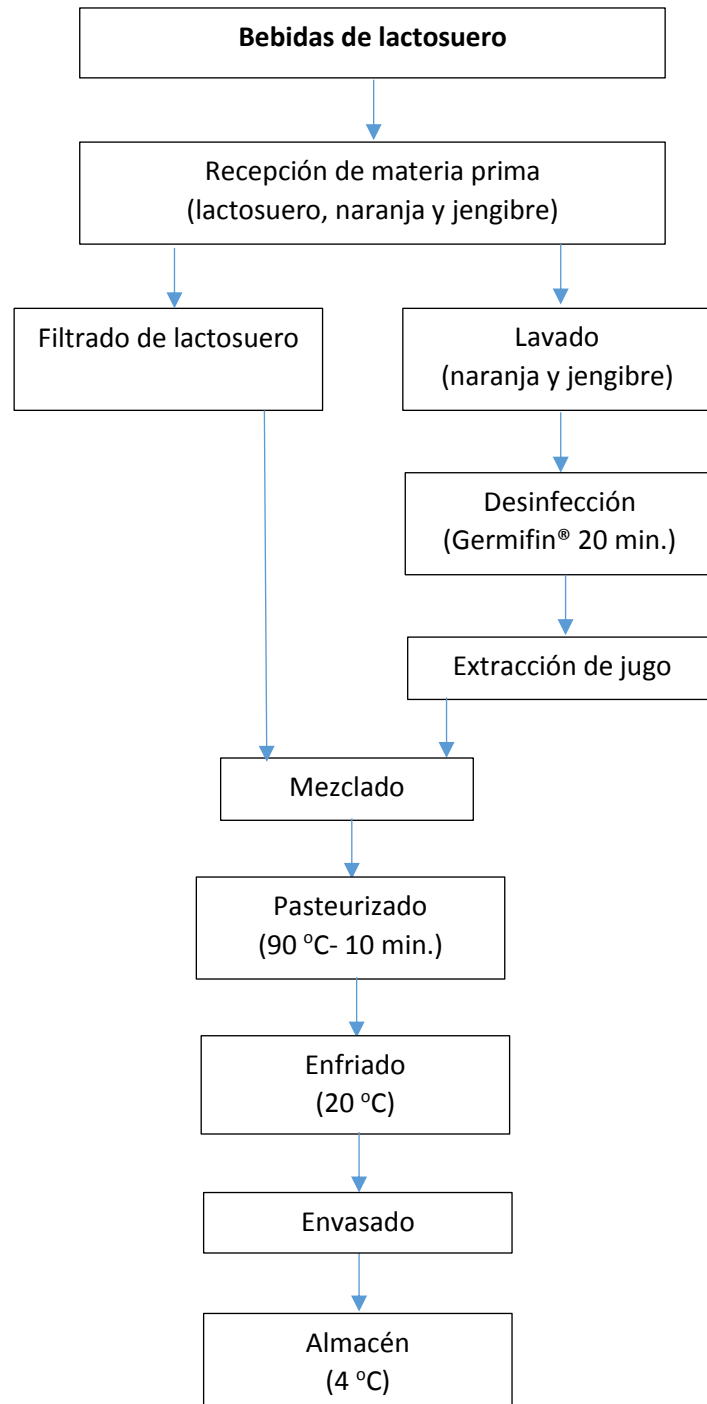 Bebidas de lactosuero
Recepción de materia prima
(lactosuero, naranja y jengibre)
Filtrado de lactosuero
Lavado
(naranja y jengibre)
Desinfección
(Germifin® 20 min.)
Extracción de jugo
Mezclado
Pasteurizado
(90 °C- 10 min.)
Enfriado
(20 °C)
Envasado
Almacén
(4 °C)